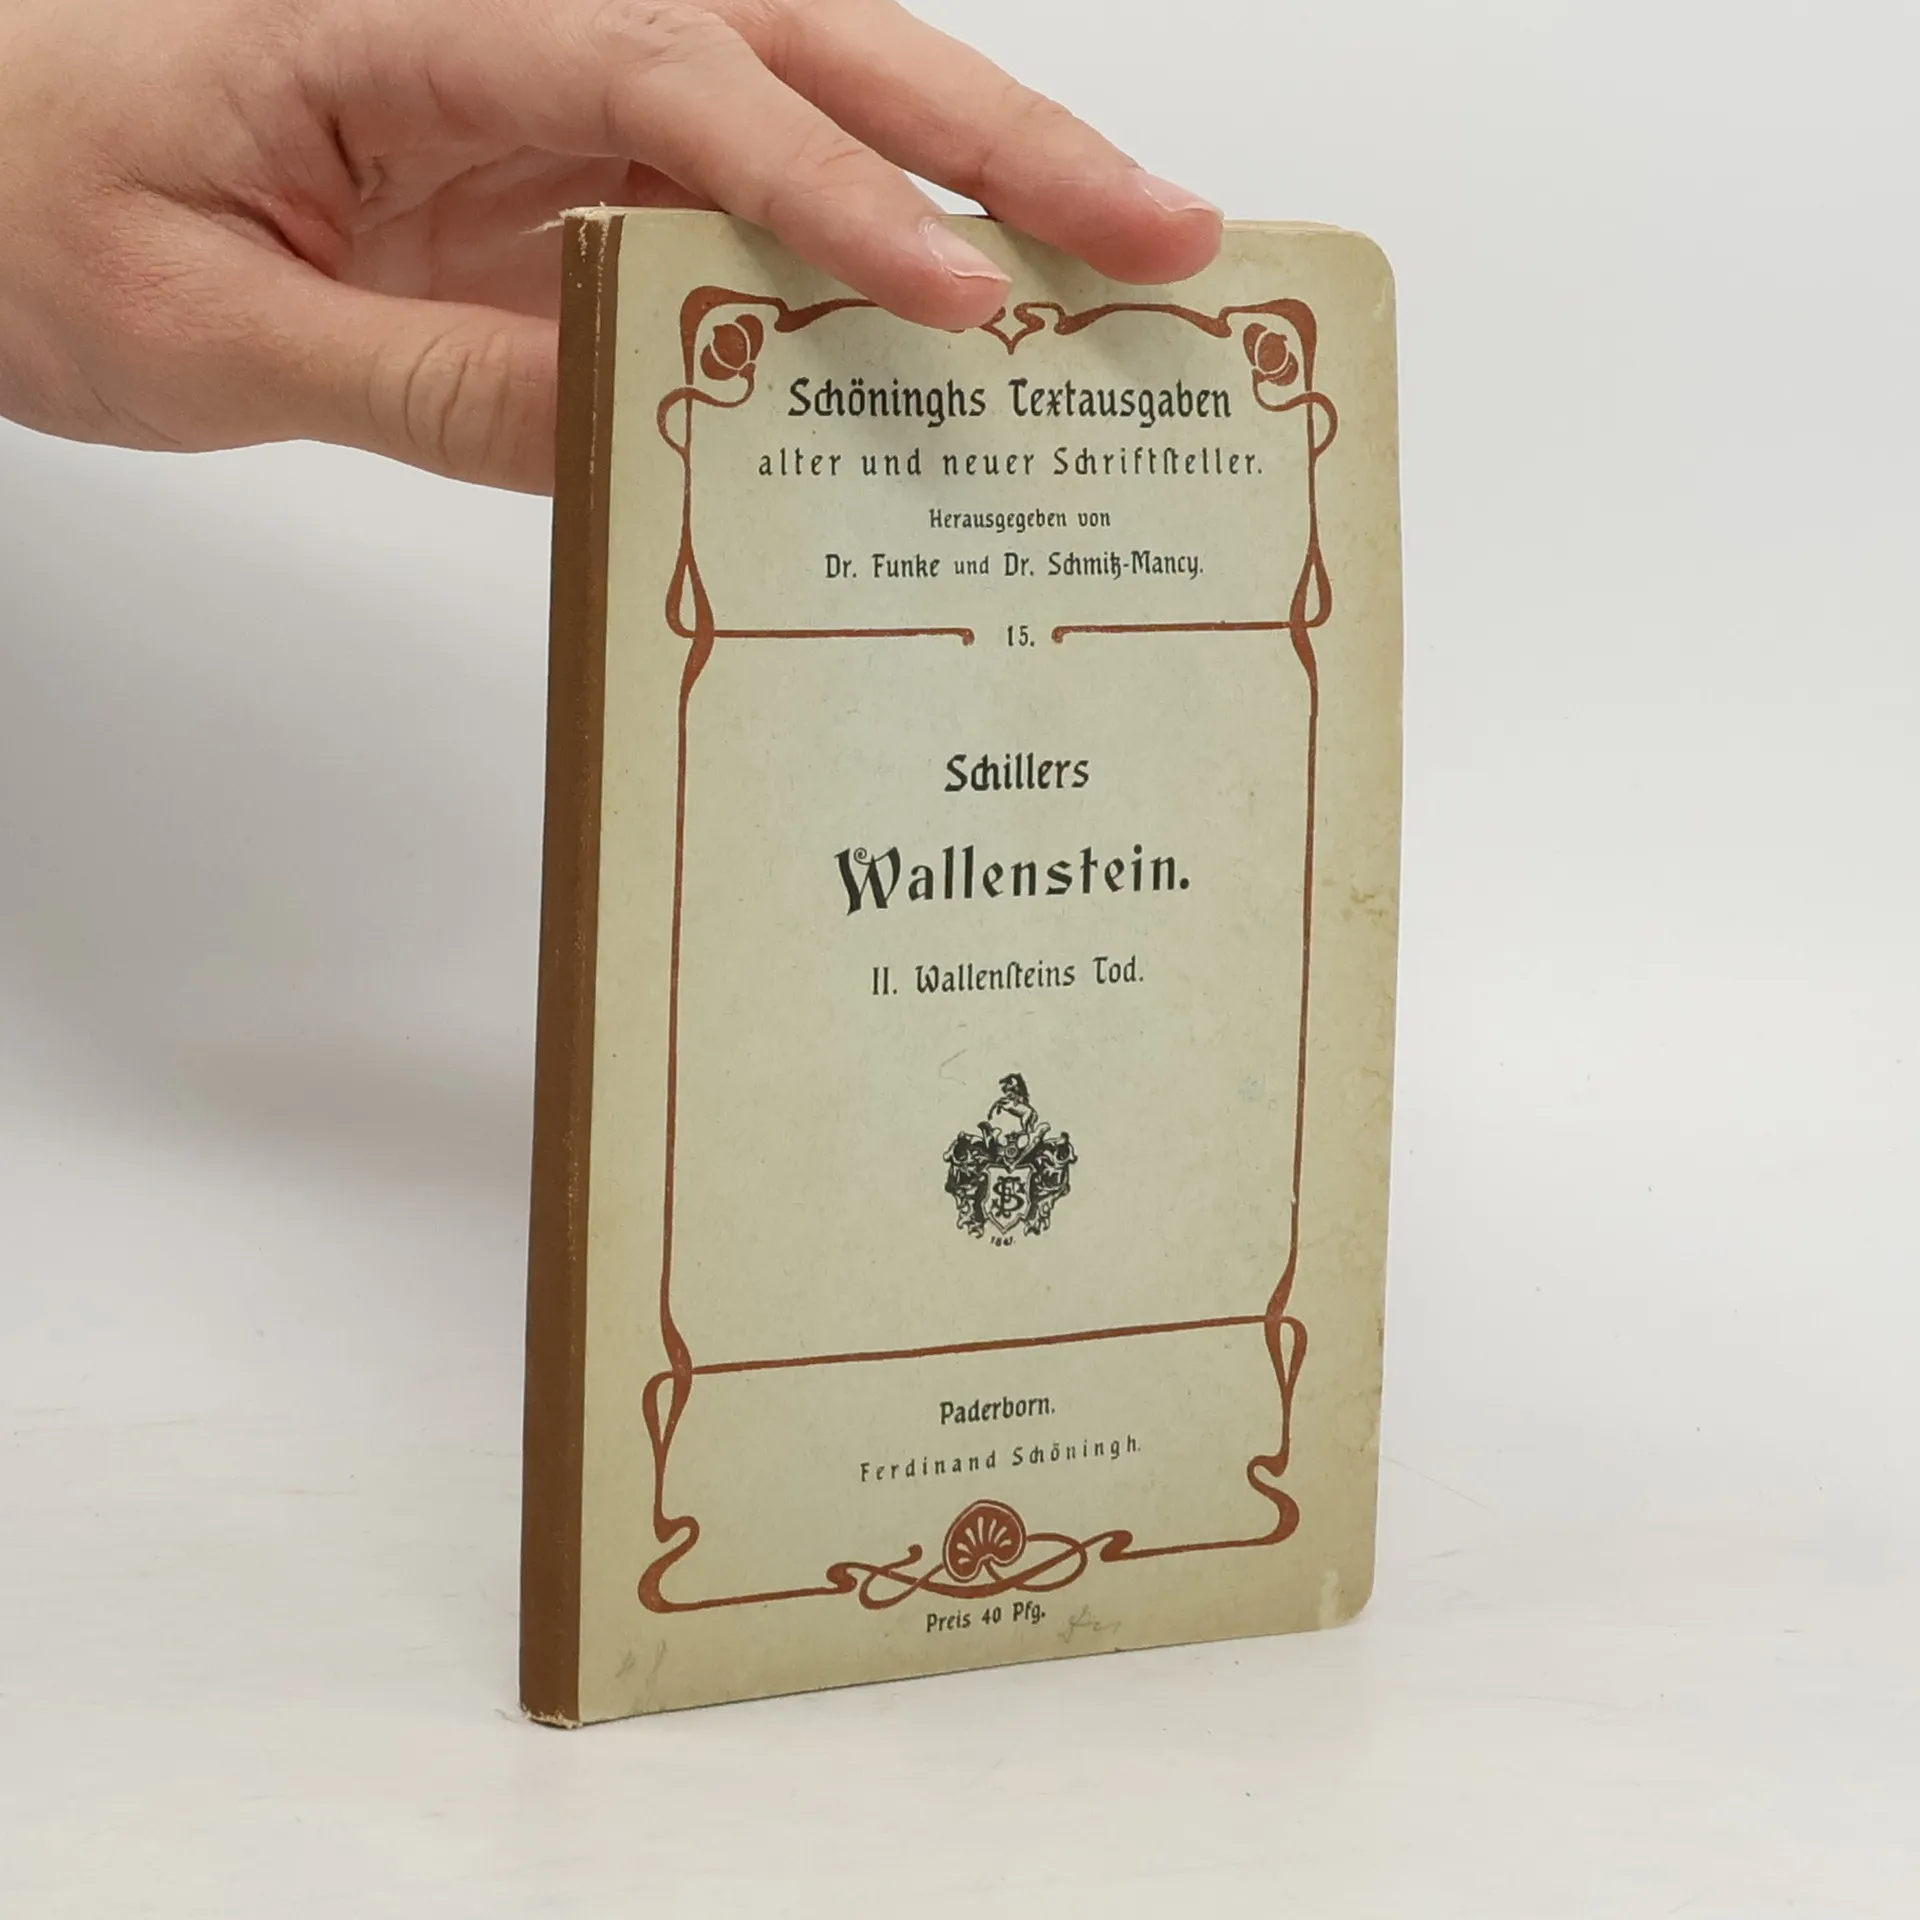 Schöninghs Textausgaben
alter und neuer Schriftſteller.
Herausgegeben von
Dr. Funke und Dr. Schmitz-Mancy.
15.
Schillers
Wallenstein.
II. Wallenſteins Tod.
Paderborn.
Ferdinand Schöningh.
Preis 40 Pfg.